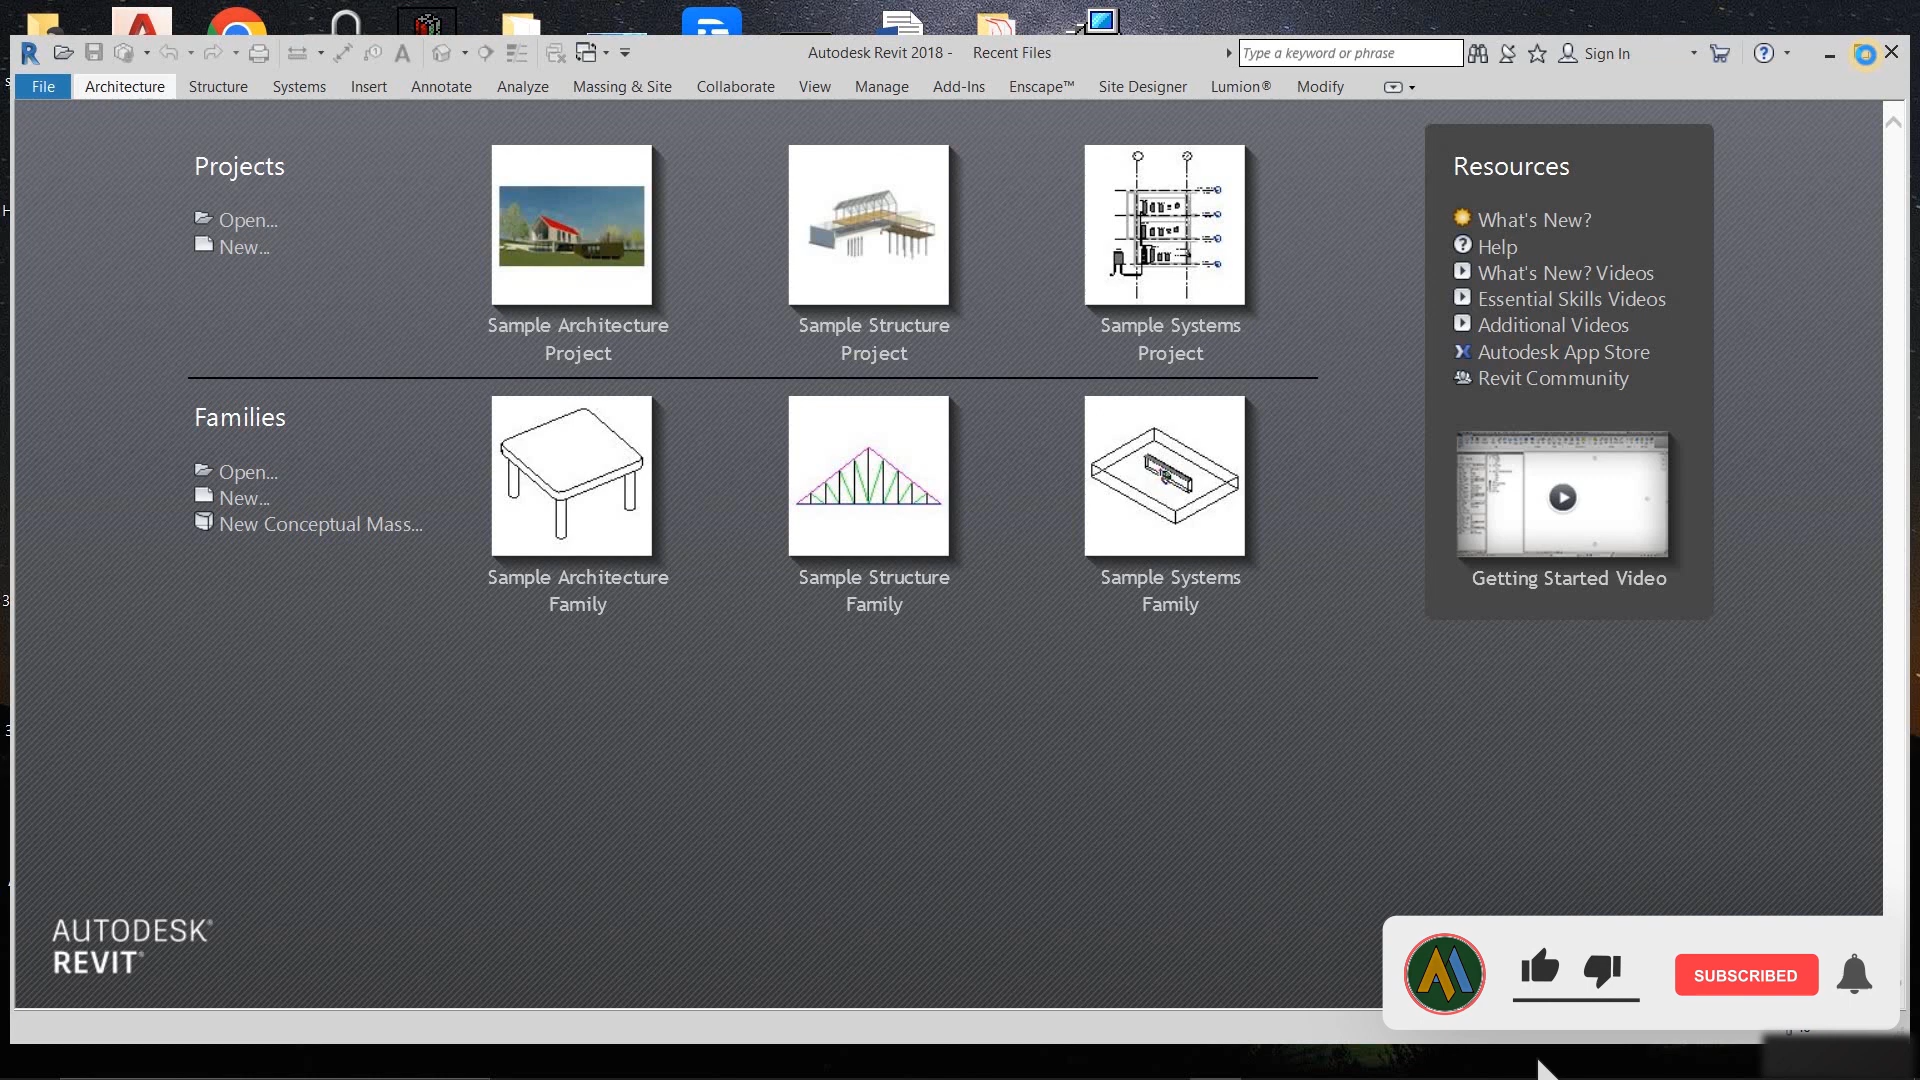 Autodesk Revit 2018 - Recent Files
Type a keyword or phrase
Sign In
File Architecture Structure Systems Insert Annotate Analyze Massing & Site Collaborate View Manage Add-Ins Enscape™ Site Designer Lumion® Modify
Projects
Open...
New...
Sample Architecture
Project
Sample Structure
Project
Sample Systems
Project
Families
Open...
New...
New Conceptual Mass...
Sample Architecture
Family
Sample Structure
Family
Sample Systems
Family
Resources
What's New?
Help
What's New? Videos
Essential Skills Videos
Additional Videos
Autodesk App Store
Revit Community
Getting Started Video
AUTODESK®
REVIT®
SUBSCRIBED